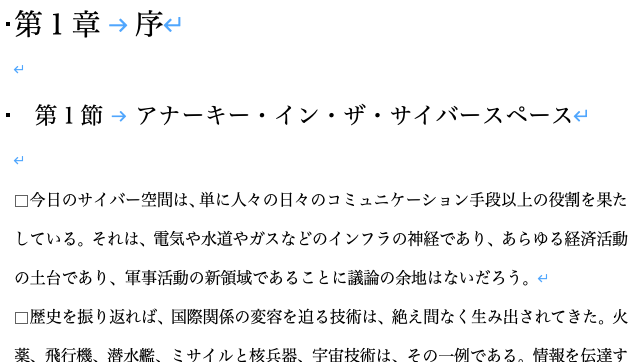 第１章 → 序↵
↵
第１節 → アナーキー・イン・ザ・サイバースペース↵
↵
□今日のサイバー空間は、単に人々の日々のコミュニケーション手段以上の役割を果た
している。それは、電気や水道やガスなどのインフラの神経であり、あらゆる経済活動
の土台であり、軍事活動の新領域であることに議論の余地はないだろう。↵
□歴史を振り返れば、国際関係の変容を迫る技術は、絶え間なく生み出されてきた。火
薬、飛行機、潜水艦、ミサイルと核兵器、宇宙技術は、その一例である。情報を伝達す